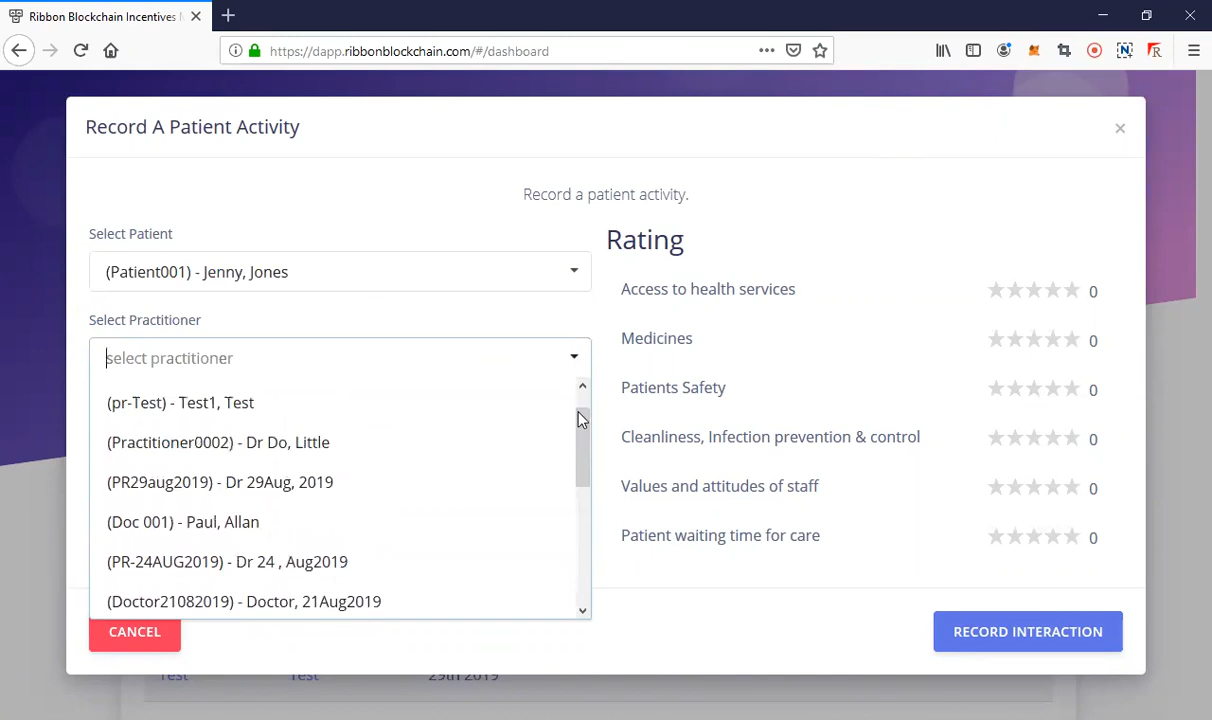 Ribbon Blockchain Incentives
https://dapp.ribbonblockchain.com/#/dashboard
Record A Patient Activity
Record a patient activity.
Select Patient
(Patient001) - Jenny, Jones
Select Practitioner
select practitioner
(pr-Test) - Test1, Test
(Practitioner0002) - Dr Do, Little
(PR29aug2019) - Dr 29Aug, 2019
(Doc 001) - Paul, Allan
(PR-24AUG2019) - Dr 24 , Aug2019
(Doctor21082019) - Doctor, 21Aug2019
Rating
Access to health services 0
Medicines 0
Patients Safety 0
Cleanliness, Infection prevention & control 0
Values and attitudes of staff 0
Patient waiting time for care 0
CANCEL
RECORD INTERACTION
Test Test 29th 2019